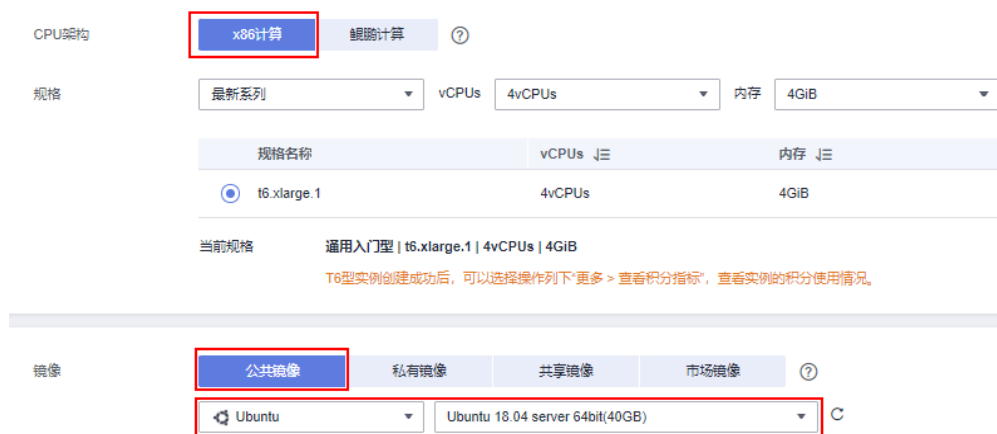 CPU架构 x86计算 鲲鹏计算 ?
规格 最新系列 vCPUs 4vCPUs 内存 4GiB
规格名称 vCPUs 内存
t6.xlarge.1 4vCPUs 4GiB
当前规格 通用入门型 | t6.xlarge.1 | 4vCPUs | 4GiB
T6型实例创建成功后，可以选择操作列下“更多 > 查看积分指标”，查看实例的积分使用情况。
镜像 公共镜像 私有镜像 共享镜像 市场镜像 ?
Ubuntu Ubuntu 18.04 server 64bit(40GB)